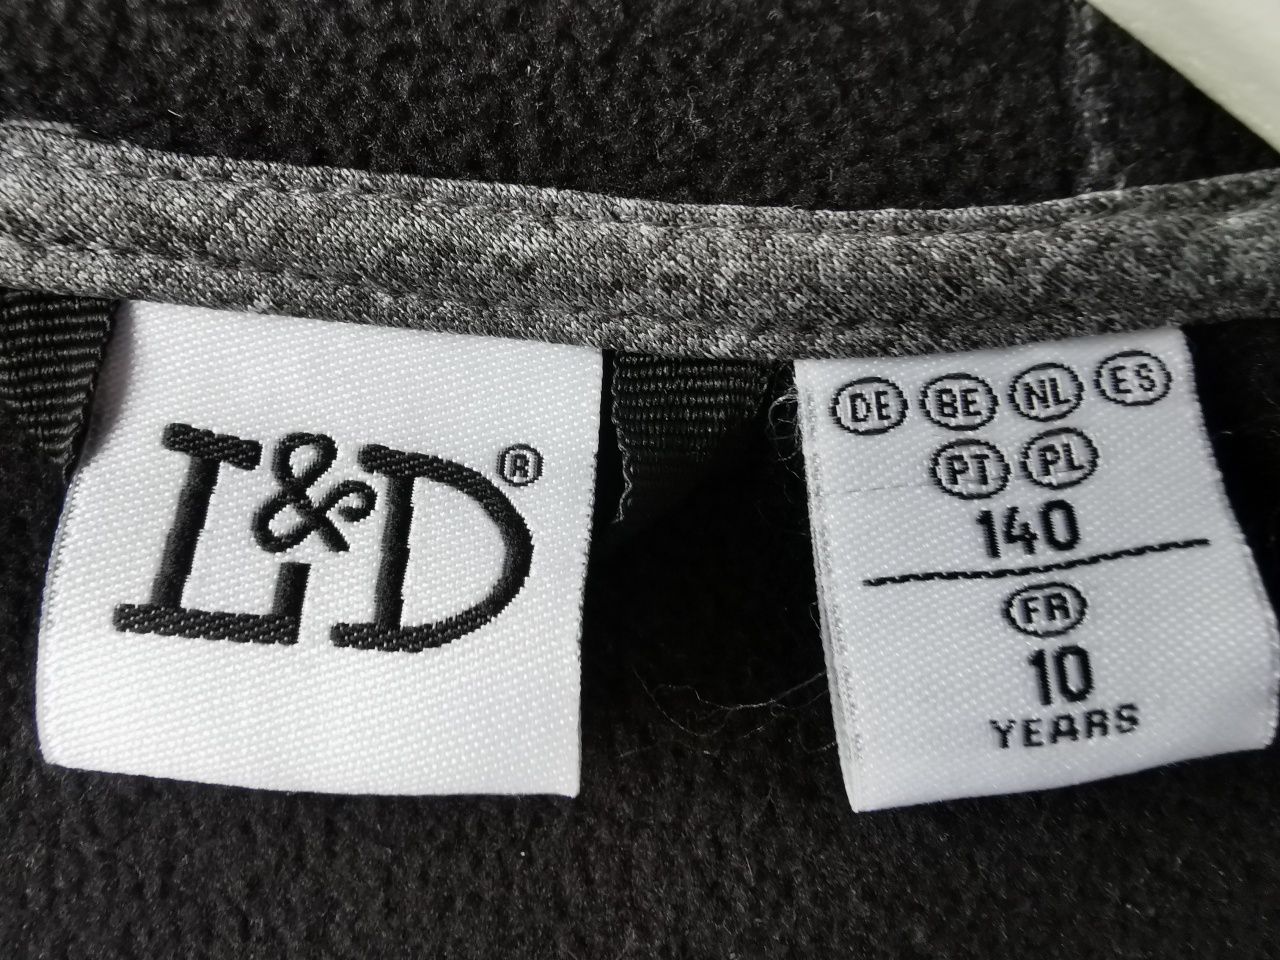 L&D®
DE BE NL ES
PT PL
140
FR
10
YEARS